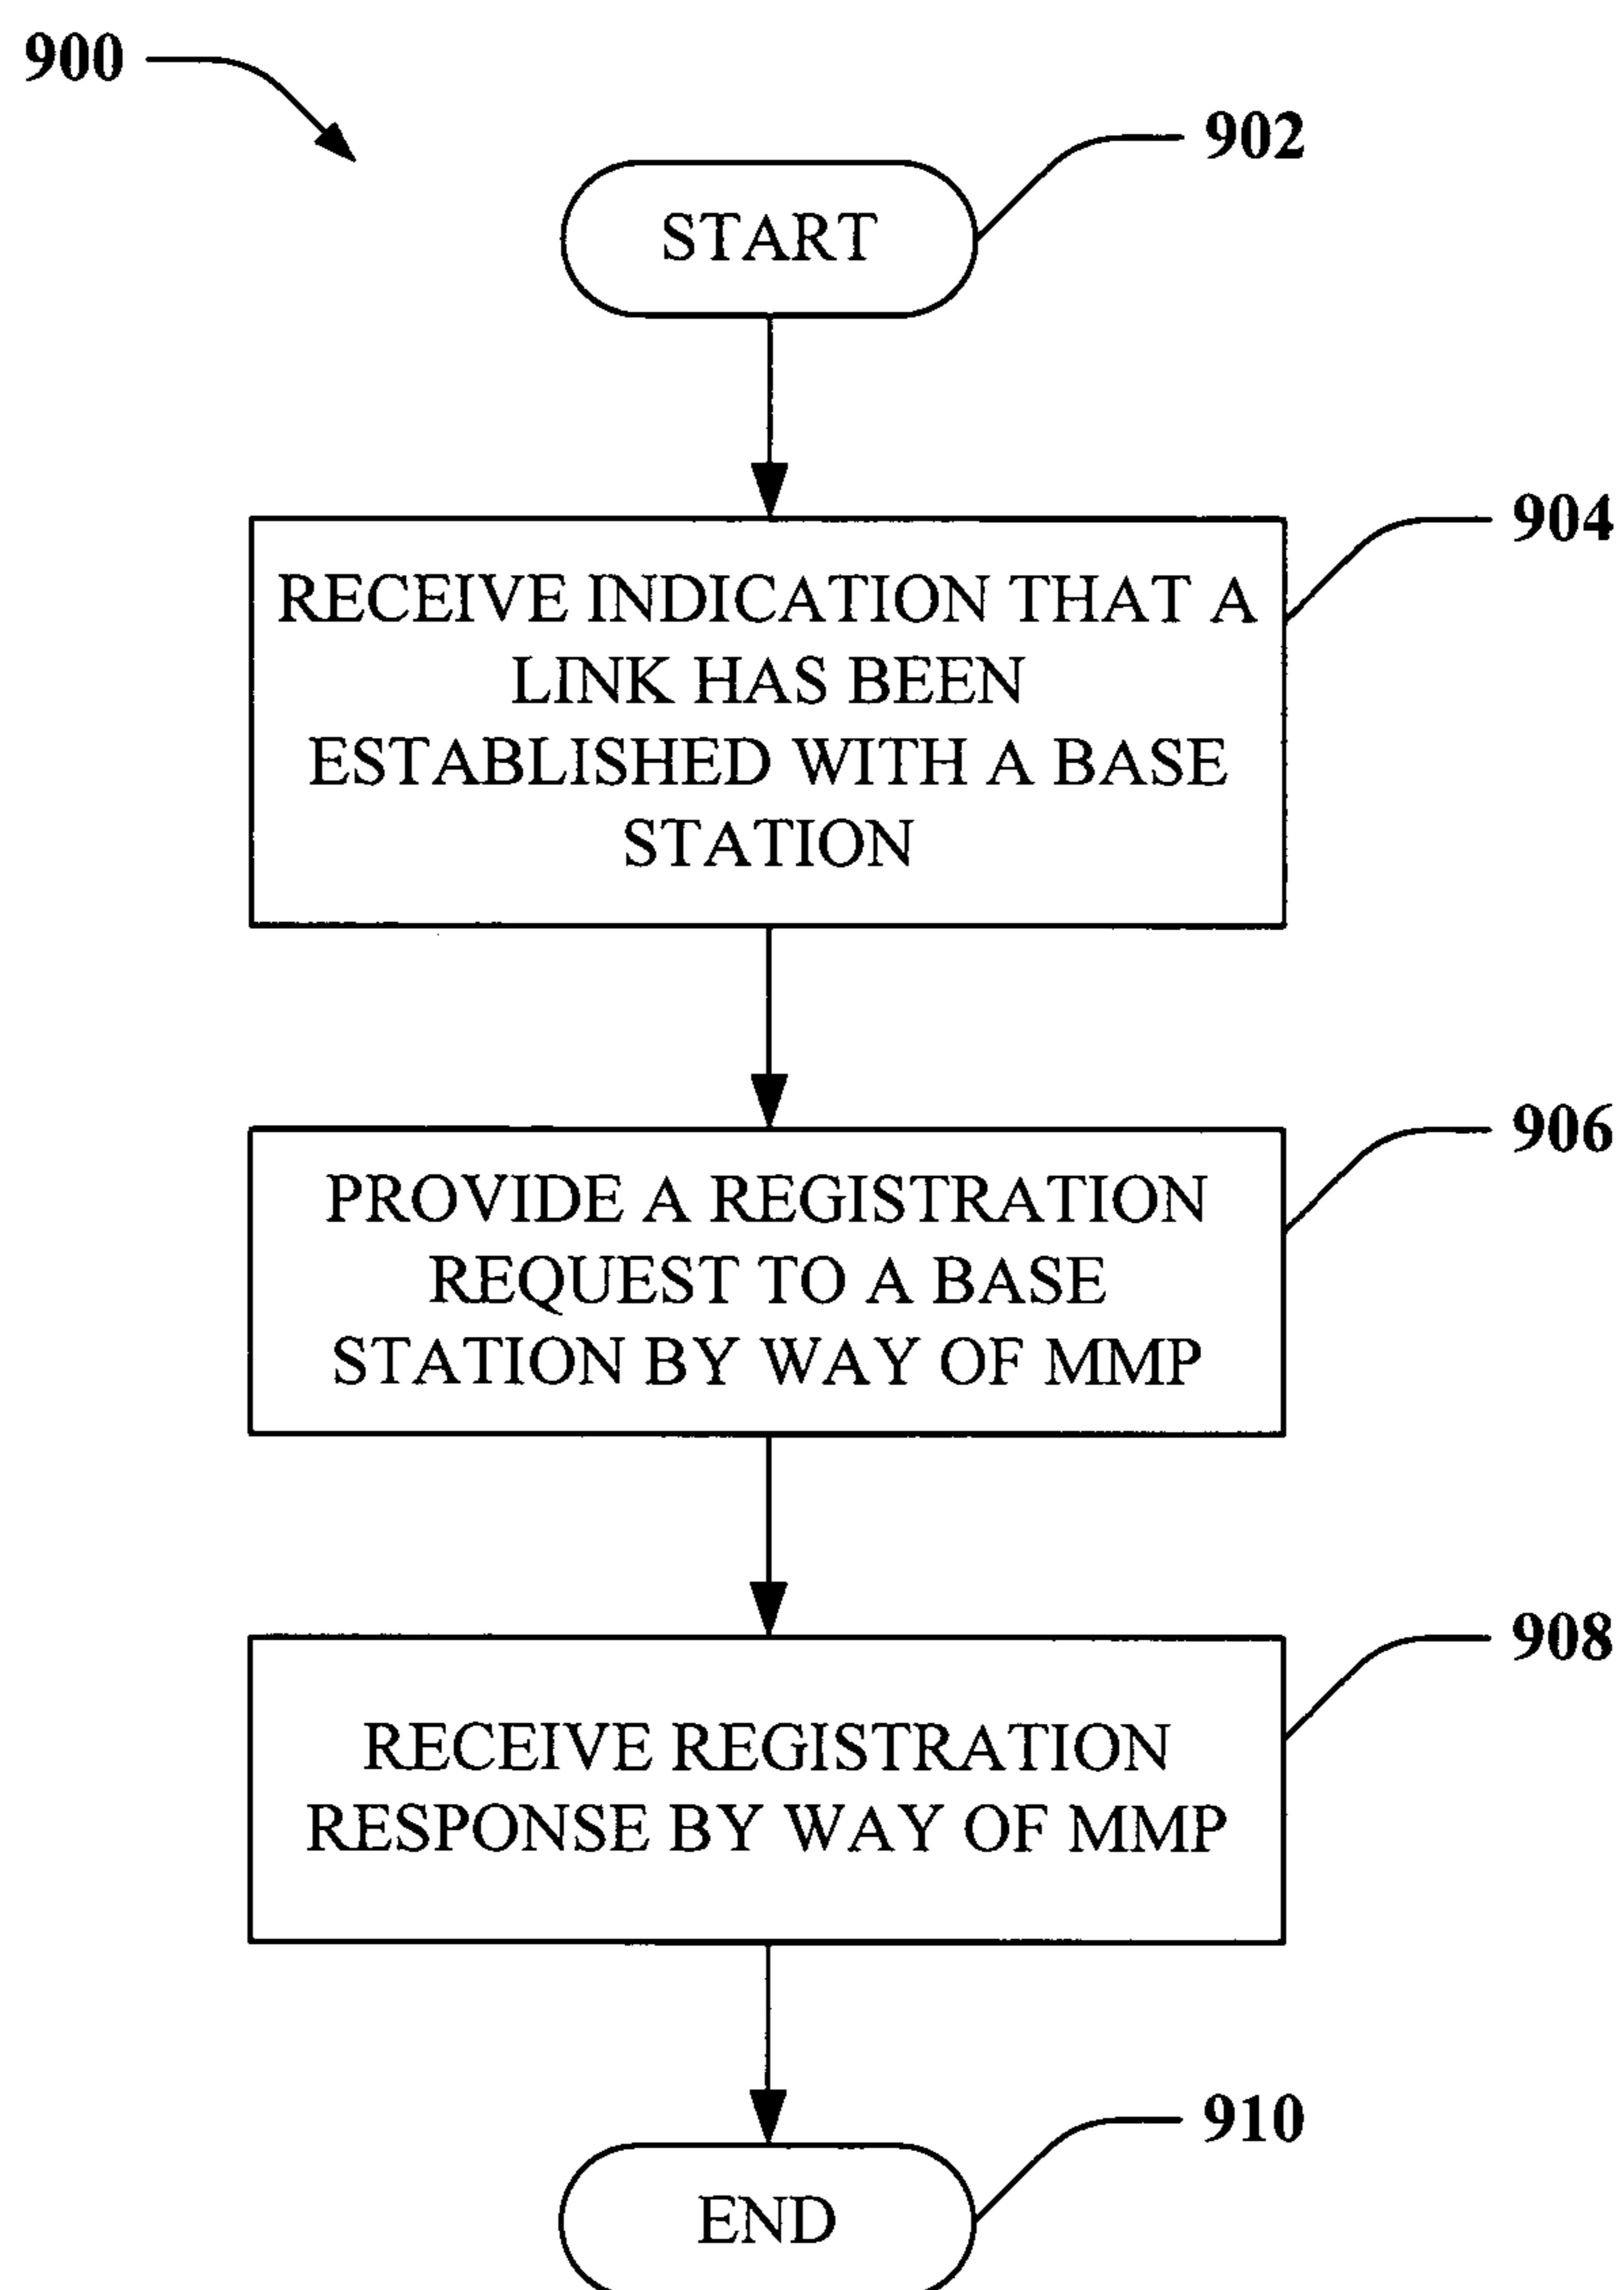 900
902
START
904
RECEIVE INDICATION THAT A
LINK HAS BEEN
ESTABLISHED WITH A BASE
STATION
906
PROVIDE A REGISTRATION
REQUEST TO A BASE
STATION BY WAY OF MMP
908
RECEIVE REGISTRATION
RESPONSE BY WAY OF MMP
910
END